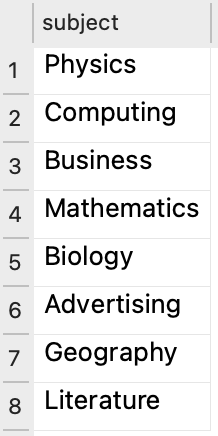 subject
1 Physics
2 Computing
3 Business
4 Mathematics
5 Biology
6 Advertising
7 Geography
8 Literature